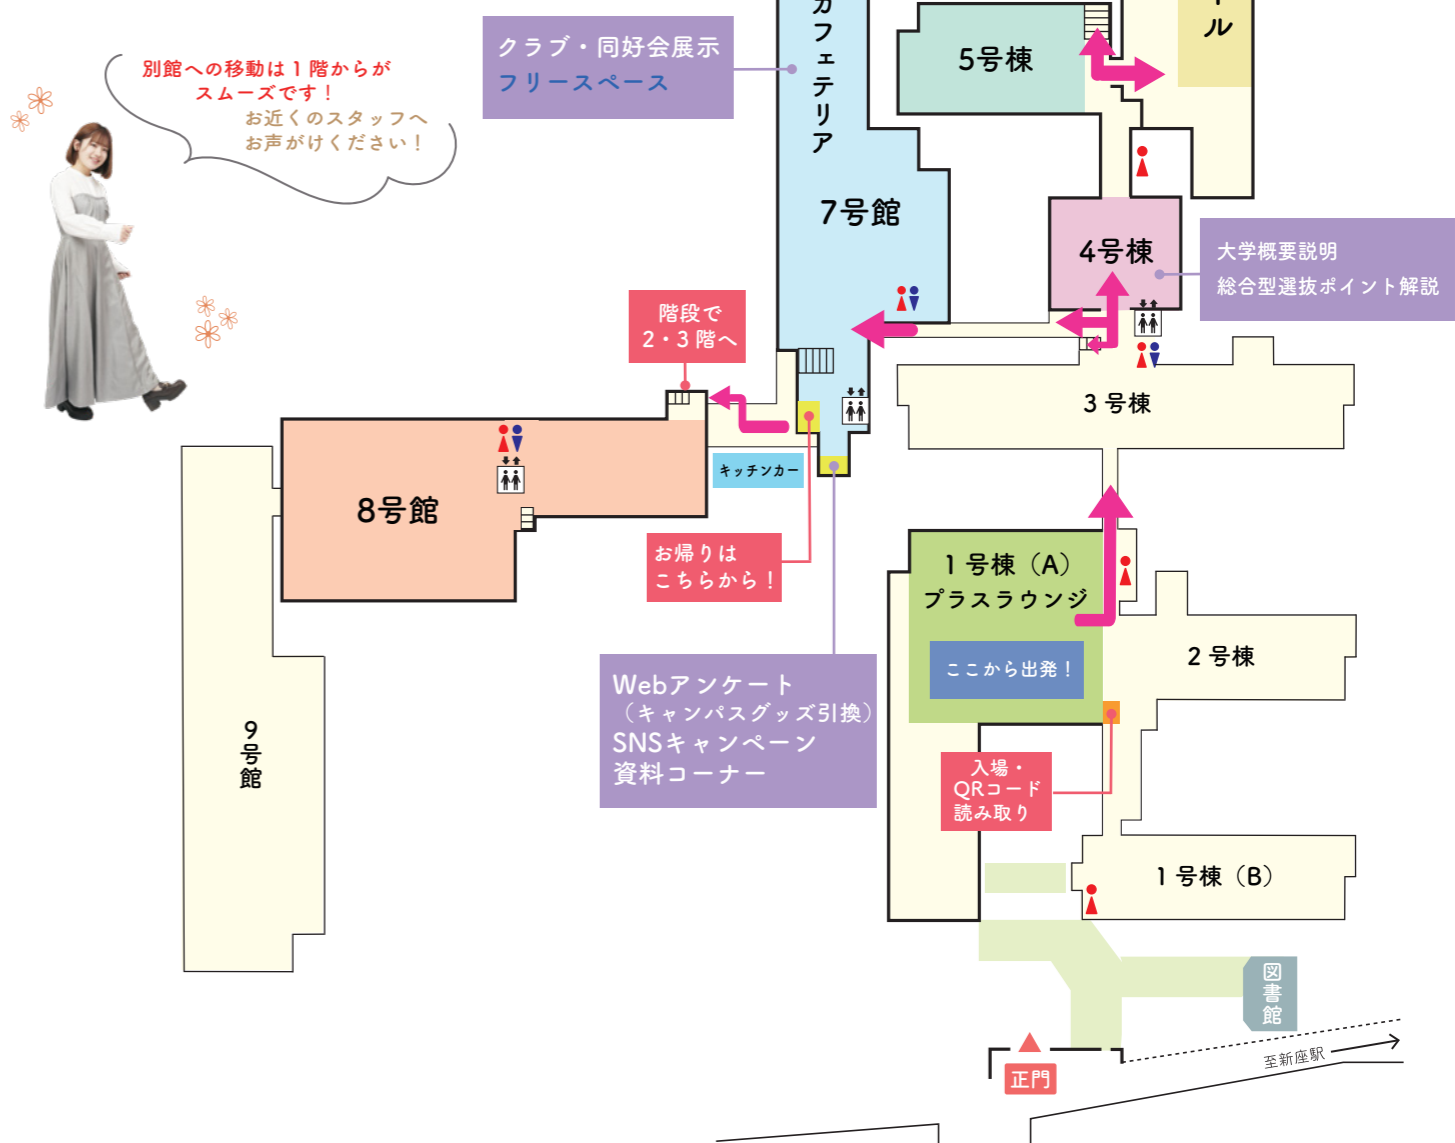 別館への移動は1階からが
スムーズです！
お近くのスタッフへ
お声がけください！
クラブ・同好会展示
フリースペース
カフェテリア
5号棟
ール
7号館
4号棟
大学概要説明
総合型選抜ポイント解説
階段で
2・3階へ
3号棟
キッチンカー
8号館
お帰りは
こちらから！
1号棟（A）
プラスラウンジ
ここから出発！
2号棟
Webアンケート
（キャンパスグッズ引換）
SNSキャンペーン
資料コーナー
9号館
入場・
QRコード
読み取り
1号棟（B）
図書館
至新座駅
正門